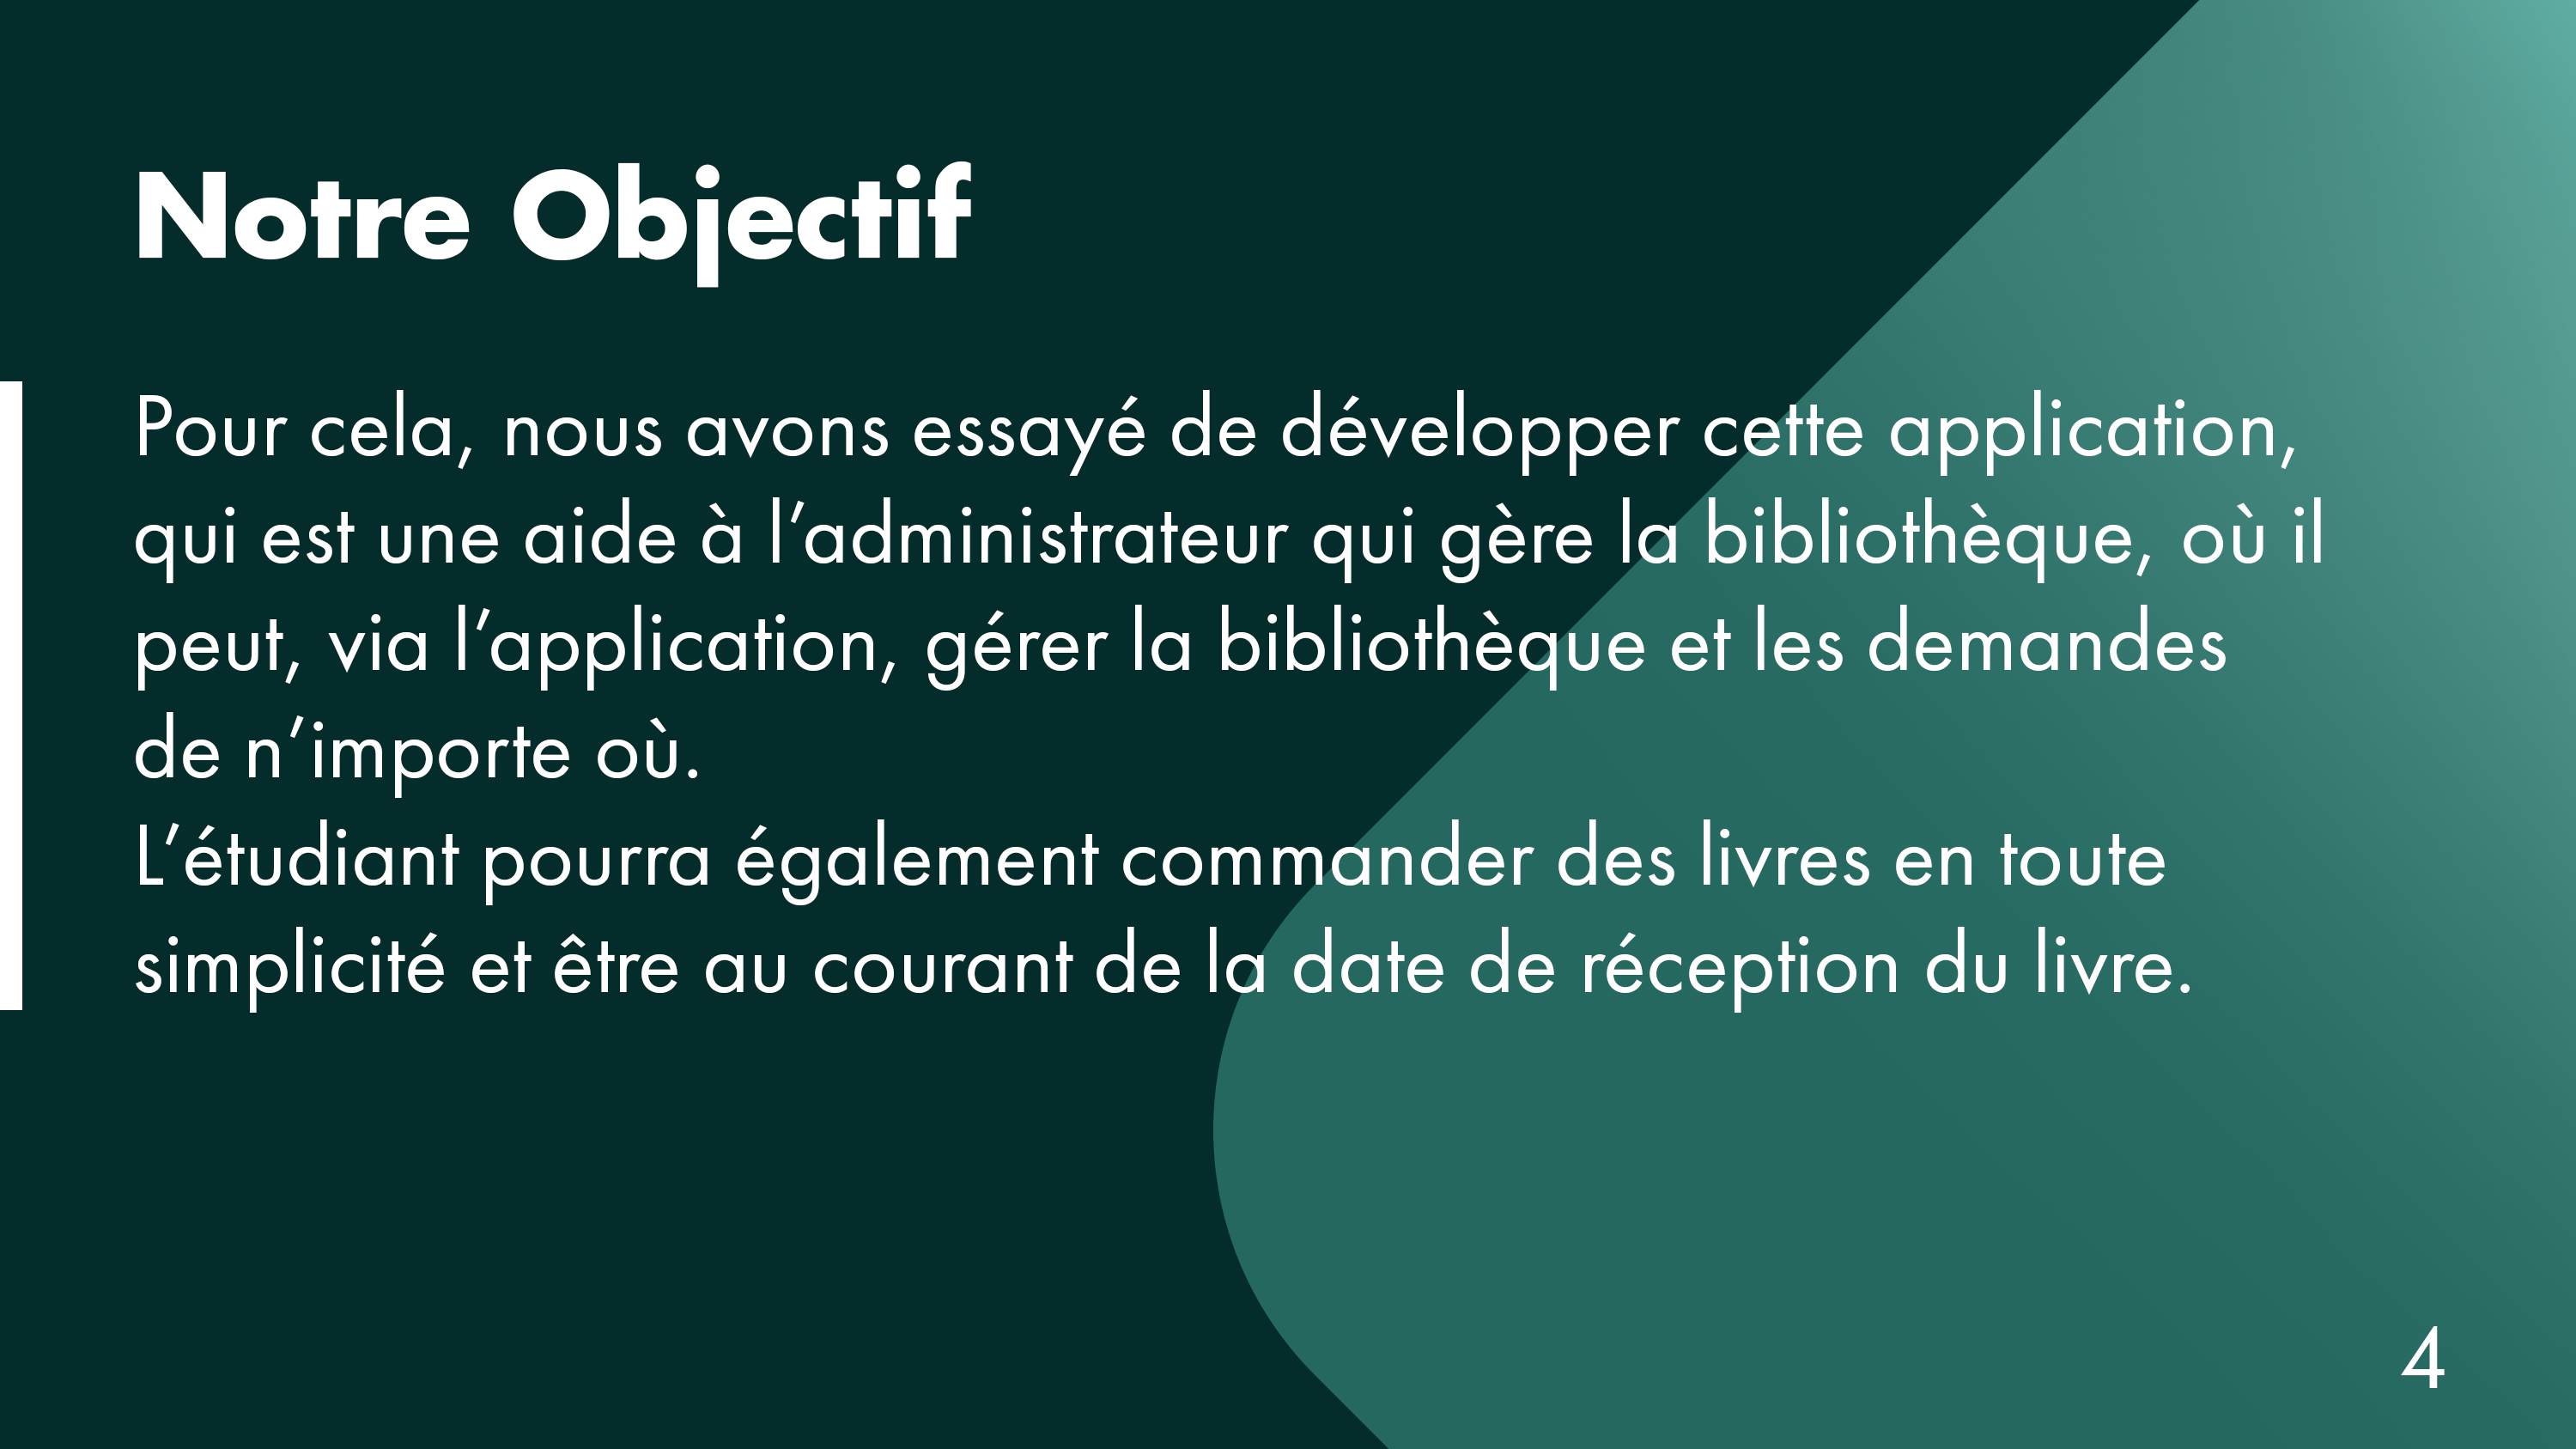 Notre Objectif
Pour cela, nous avons essayé de développer cette application,
qui est une aide à l’administrateur qui gère la bibliothèque, où il
peut, via l’application, gérer la bibliothèque et les demandes
de n’importe où.
L’étudiant pourra également commander des livres en toute
simplicité et être au courant de la date de réception du livre.
4